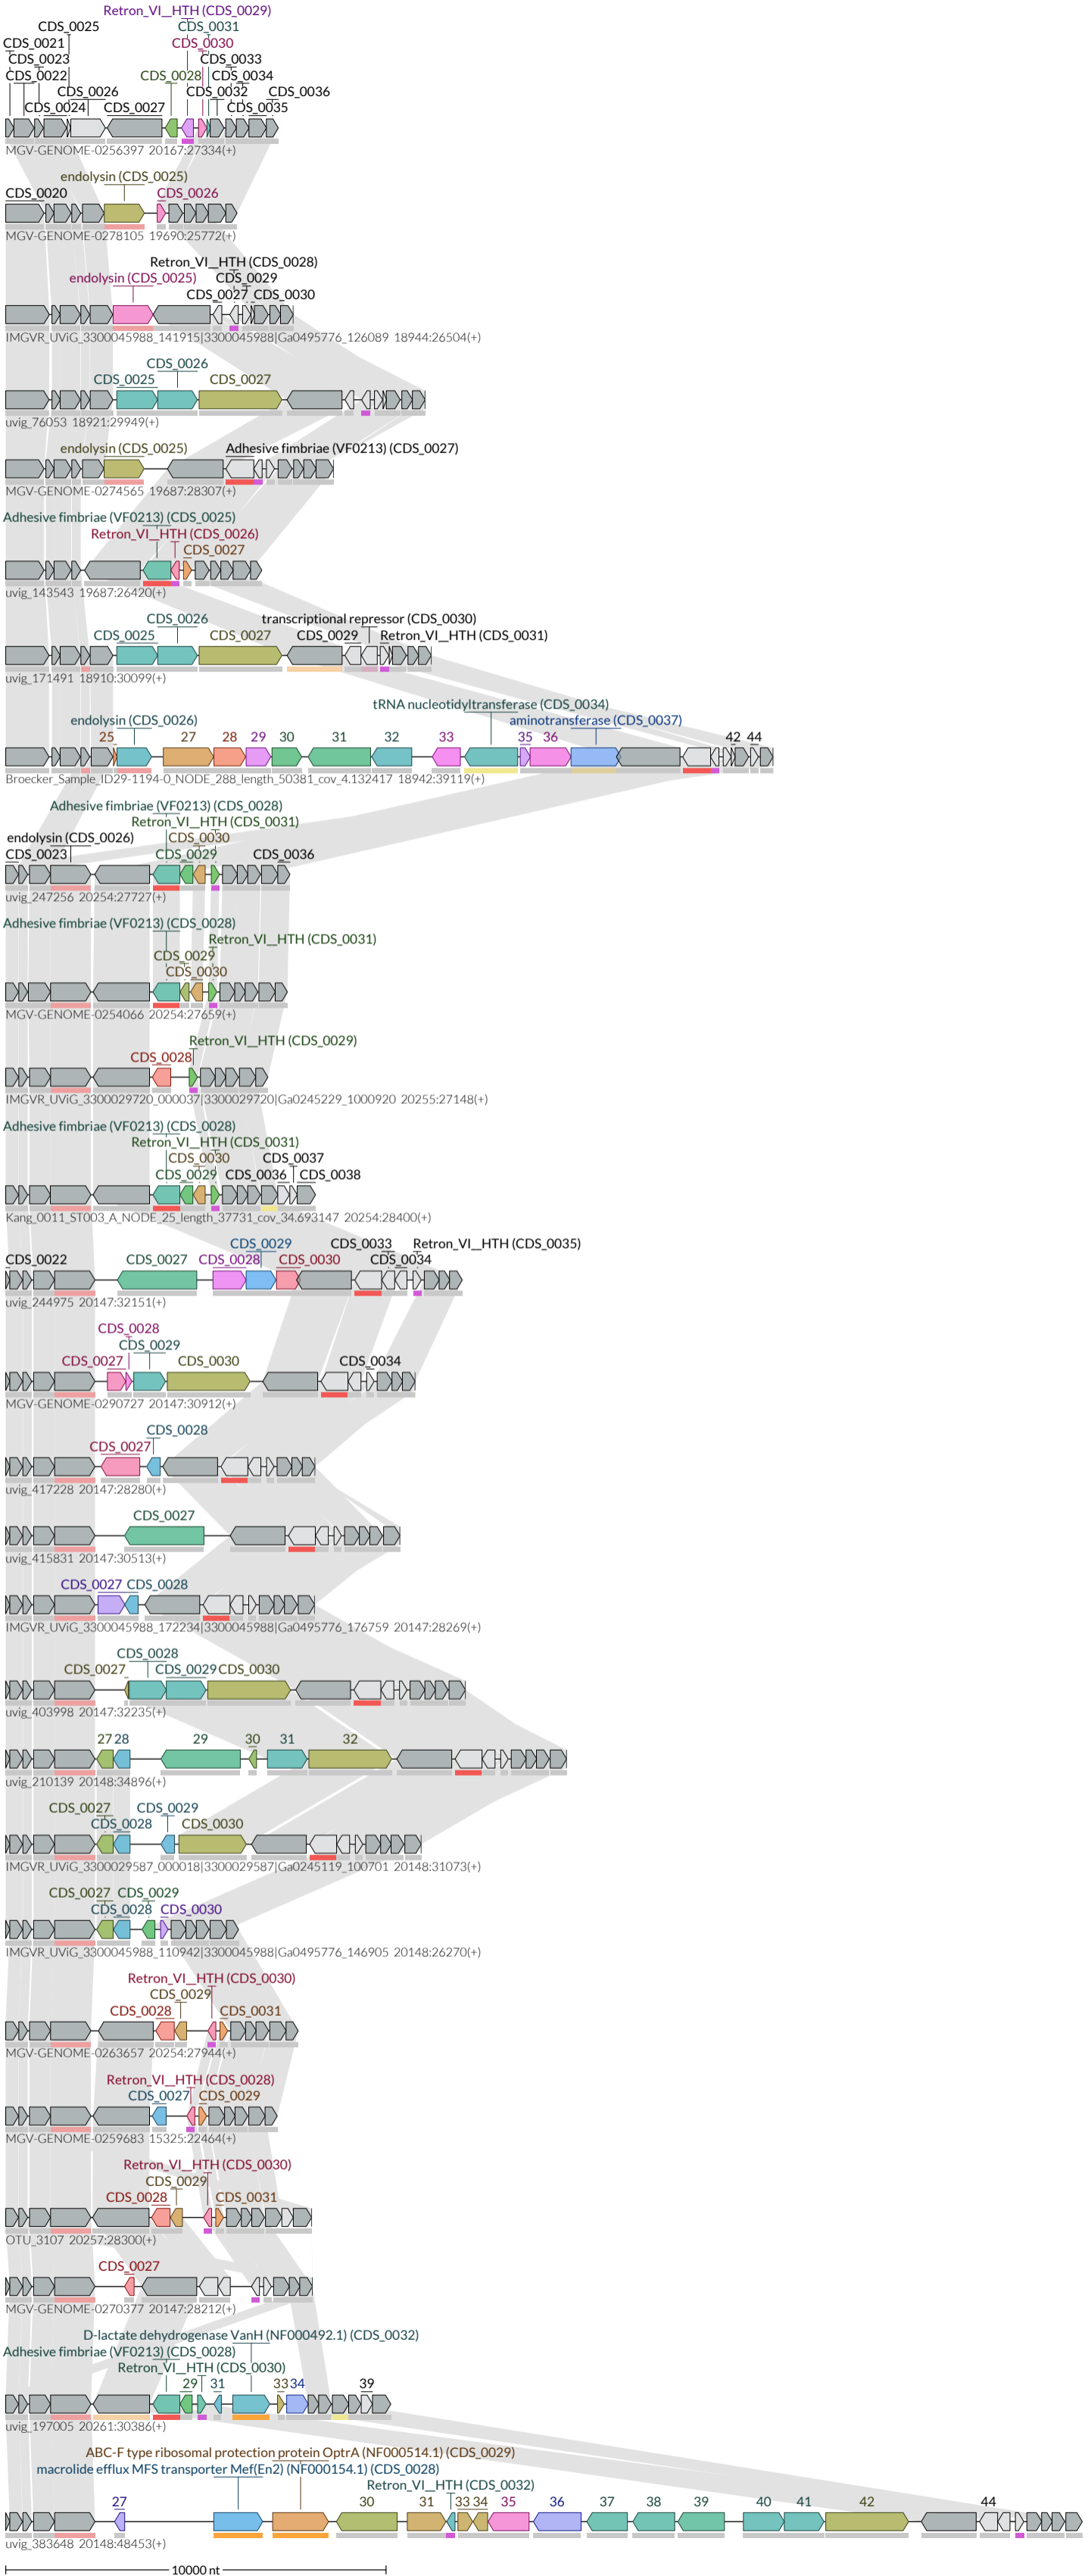 Retron_VI__HTH (CDS_0029)
CDS_0025 CDS_0031
CDS_0021 CDS_0030
CDS_0023 CDS_0033
CDS_0022 CDS_0028 CDS_0034
CDS_0026 CDS_0032 CDS_0036
CDS_0024 CDS_0027 CDS_0035
MGV-GENOME-0256397 20167:27334(+)
endolysin (CDS_0025)
CDS_0020 CDS_0026
MGV-GENOME-0278105 19690:25772(+)
Retron_VI__HTH (CDS_0028)
endolysin (CDS_0025) CDS_0029
CDS_0027 CDS_0030
IMGVR_UViG_3300045988_141915|3300045988|Ga0495776_126089 18944:26504(+)
CDS_0026
CDS_0025 CDS_0027
uvig_76053 18921:29949(+)
endolysin (CDS_0025) Adhesive fimbriae (VF0213) (CDS_0027)
MGV-GENOME-0274565 19687:28307(+)
Adhesive fimbriae (VF0213) (CDS_0025)
Retron_VI__HTH (CDS_0026)
CDS_0027
uvig_143543 19687:26420(+)
CDS_0026 transcriptional repressor (CDS_0030)
CDS_0025 CDS_0027 CDS_0029 Retron_VI__HTH (CDS_0031)
uvig_171491 18910:30099(+)
tRNA nucleotidyltransferase (CDS_0034)
endolysin (CDS_0026) aminotransferase (CDS_0037)
25 27 28 29 30 31 32 33 35 36 42 44
Broecker_Sample_ID29-1194-0_NODE_288_length_50381_cov_4.132417 18942:39119(+)
Adhesive fimbriae (VF0213) (CDS_0028)
Retron_VI__HTH (CDS_0031)
endolysin (CDS_0026) CDS_0030
CDS_0023 CDS_0029 CDS_0036
uvig_247256 20254:27727(+)
Adhesive fimbriae (VF0213) (CDS_0028)
Retron_VI__HTH (CDS_0031)
CDS_0029
CDS_0030
MGV-GENOME-0254066 20254:27659(+)
Retron_VI__HTH (CDS_0029)
CDS_0028
IMGVR_UViG_3300029720_000037|3300029720|Ga0245229_1000920 20255:27148(+)
Adhesive fimbriae (VF0213) (CDS_0028)
Retron_VI__HTH (CDS_0031)
CDS_0030 CDS_0037
CDS_0029 CDS_0036 CDS_0038
Kang_0011_ST003_A_NODE_25_length_37731_cov_34.693147 20254:28400(+)
CDS_0029 CDS_0033 Retron_VI__HTH (CDS_0035)
CDS_0022 CDS_0027 CDS_0028 CDS_0030 CDS_0034
uvig_244975 20147:32151(+)
CDS_0028
CDS_0029
CDS_0027 CDS_0030 CDS_0034
MGV-GENOME-0290727 20147:30912(+)
CDS_0028
CDS_0027
uvig_417228 20147:28280(+)
CDS_0027
uvig_415831 20147:30513(+)
CDS_0027 CDS_0028
IMGVR_UViG_3300045988_172234|3300045988|Ga0495776_176759 20147:28269(+)
CDS_0028
CDS_0027 CDS_0029 CDS_0030
uvig_403998 20147:32235(+)
27 28 29 30 31 32
uvig_210139 20148:34896(+)
CDS_0027 CDS_0029
CDS_0028 CDS_0030
IMGVR_UViG_3300029587_000018|3300029587|Ga0245119_100701 20148:31073(+)
CDS_0027 CDS_0029
CDS_0028 CDS_0030
IMGVR_UViG_3300045988_110942|3300045988|Ga0495776_146905 20148:26270(+)
Retron_VI__HTH (CDS_0030)
CDS_0029
CDS_0028 CDS_0031
MGV-GENOME-0263657 20254:27944(+)
Retron_VI__HTH (CDS_0028)
CDS_0027 CDS_0029
MGV-GENOME-0259683 15325:22464(+)
Retron_VI__HTH (CDS_0030)
CDS_0029
CDS_0028 CDS_0031
OTU_3107 20257:28300(+)
CDS_0027
MGV-GENOME-0270377 20147:28212(+)
D-lactate dehydrogenase VanH (NF000492.1) (CDS_0032)
Adhesive fimbriae (VF0213) (CDS_0028)
Retron_VI__HTH (CDS_0030)
29 31 33 34 39
uvig_197005 20261:30386(+)
ABC-F type ribosomal protection protein OptrA (NF000514.1) (CDS_0029)
macrolide efflux MFS transporter Mef(En2) (NF000154.1) (CDS_0028)
Retron_VI__HTH (CDS_0032)
27 30 31 33 34 35 36 37 38 39 40 41 42 44
uvig_383648 20148:48453(+)
10000 nt